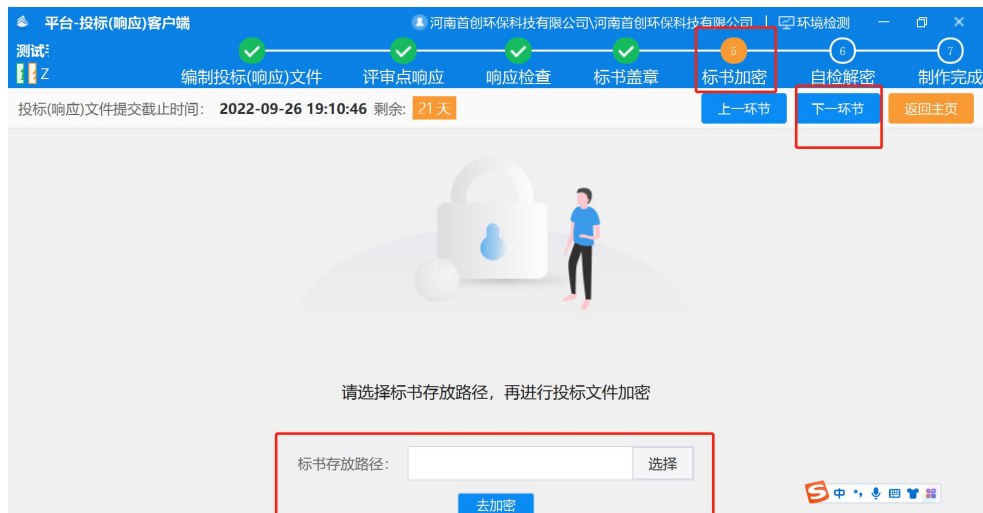 平台-投标(响应)客户端 河南首创环保科技有限公司\河南首创环保科技有限公司 环境检测
测试
Z
编制投标(响应)文件 评审点响应 响应检查 标书盖章 5 标书加密 6 自检解密 7 制作完成
投标(响应)文件提交截止时间: 2022-09-26 19:10:46 剩余: 21天 上一环节 下一环节 返回主页
请选择标书存放路径，再进行投标文件加密
标书存放路径: 选择
去加密
S 中